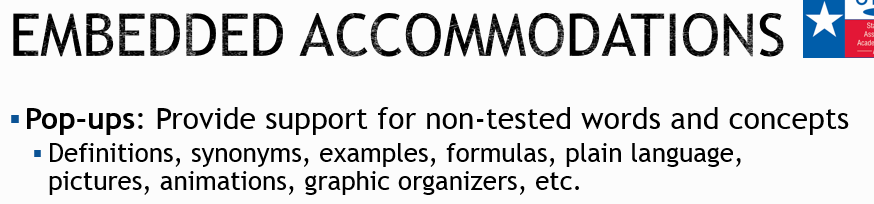 EMBEDDED ACCOMMODATIONS
▪ Pop-ups: Provide support for non-tested words and concepts
▪ Definitions, synonyms, examples, formulas, plain language,
pictures, animations, graphic organizers, etc.